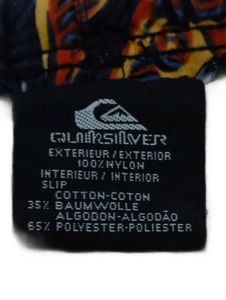 QUIKSILVER
EXTERIEUR/EXTERIOR
100% NYLON
INTERIEUR / INTERIOR
SLIP
COTTON-COTON
35% BAUMWOLLE
ALGODON-ALGODÃO
65% POLYESTER-POLIESTER